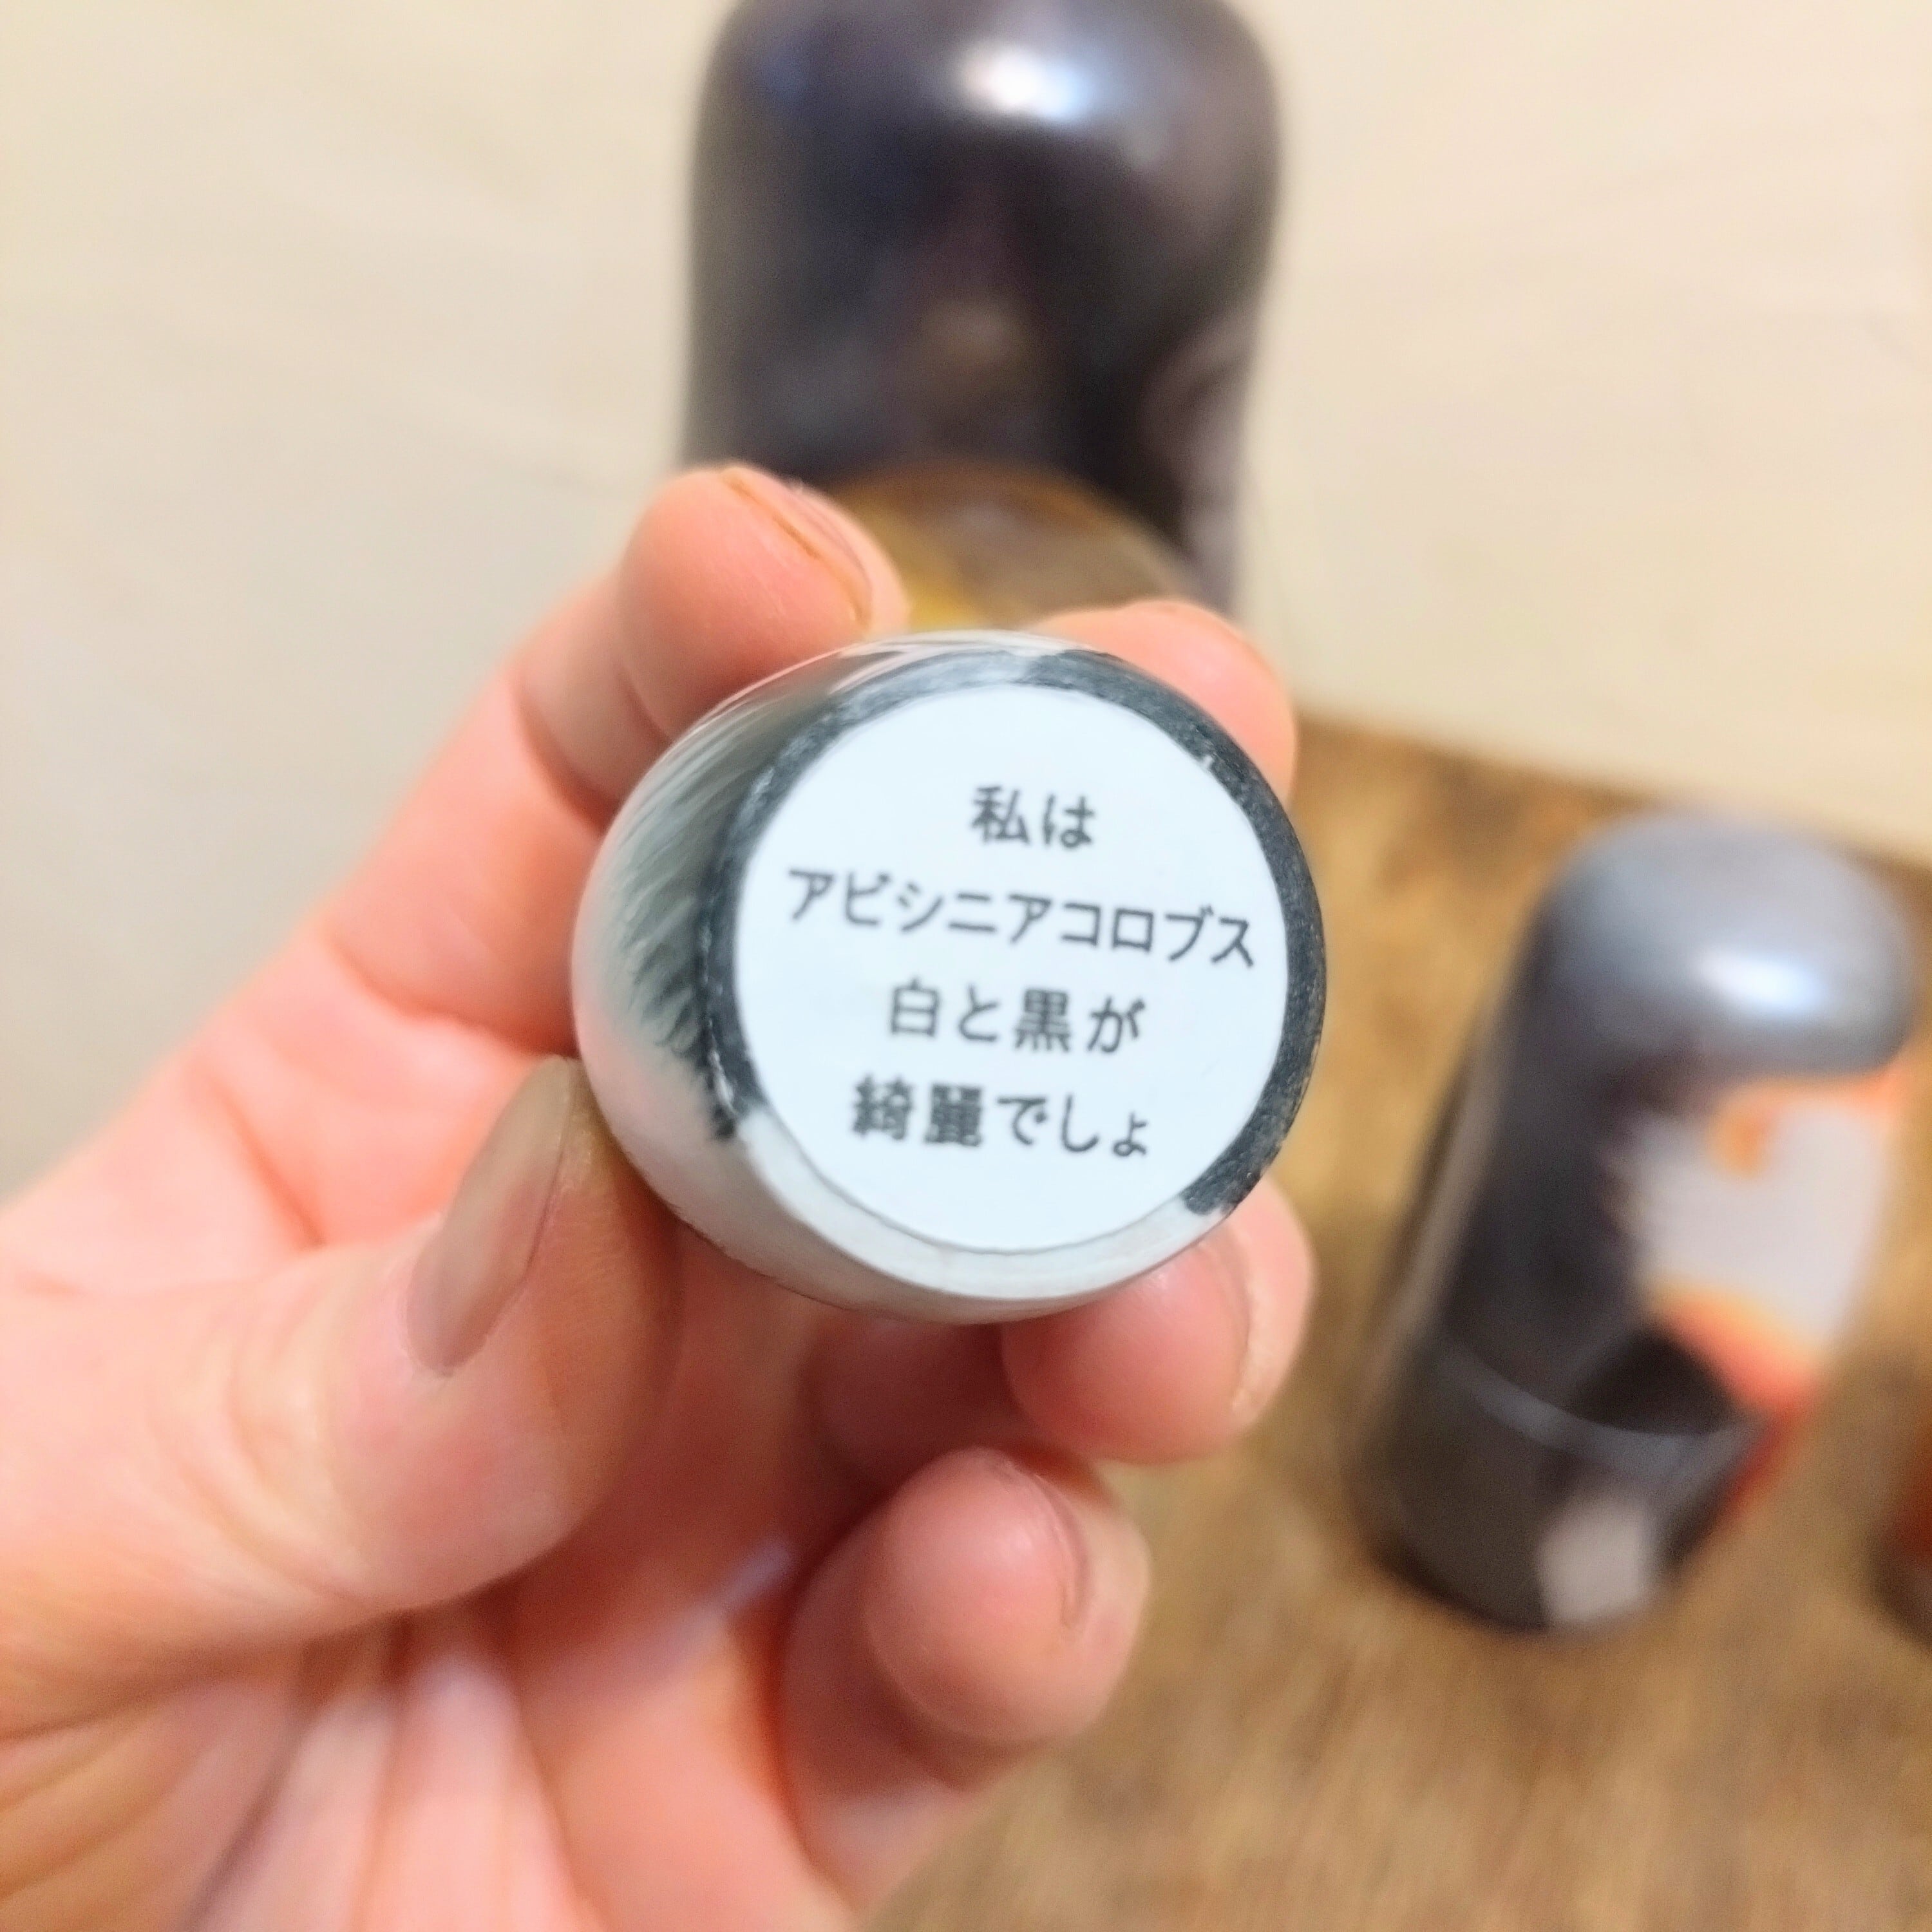 私は
アビシニアコロブス
白と黒が
綺麗でしょ